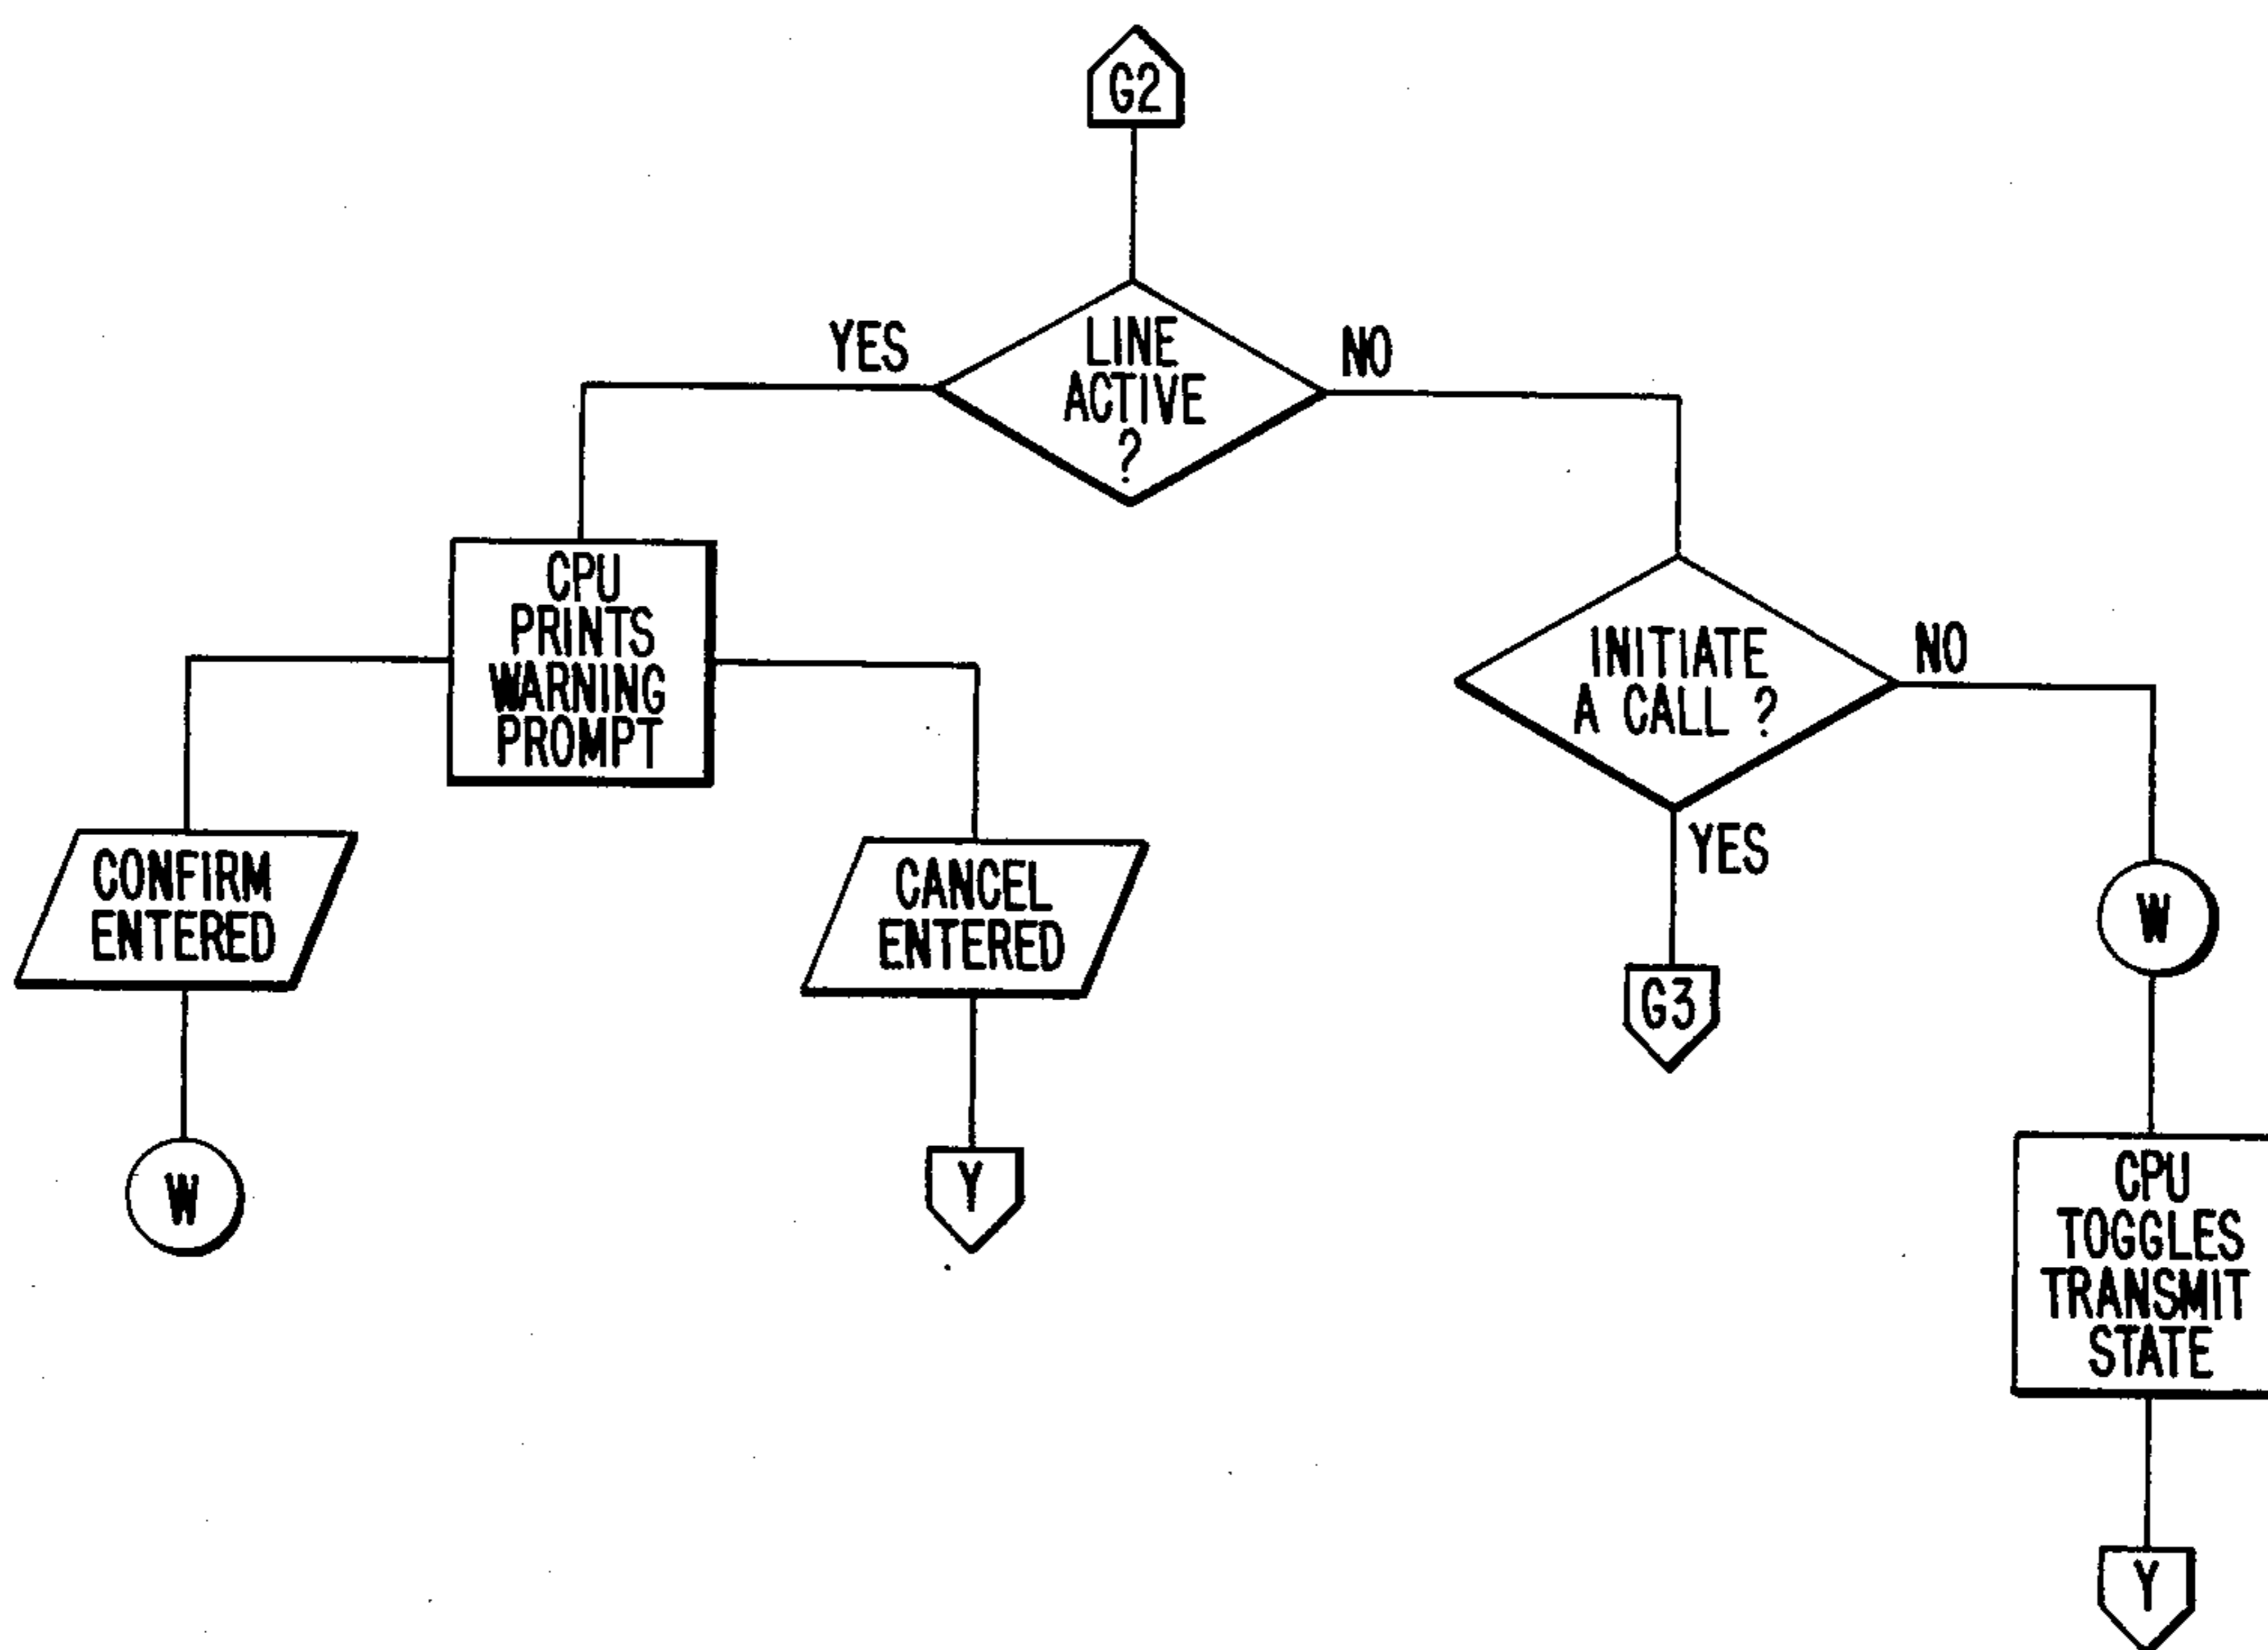 G2
LINE
ACTIVE
?
YES
NO
CPU
PRINTS
WARNING
PROMPT
INITIATE
A CALL ?
NO
YES
CONFIRM
ENTERED
CANCEL
ENTERED
W
G3
W
Y
CPU
TOGGLES
TRANSMIT
STATE
Y